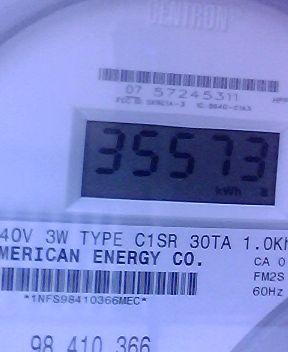 CENTRON
07 57245311
35573
kWh
40V 3W TYPE C1SR 30TA 1.0Kh
MERICAN ENERGY CO.
CA 0
FM2S
60Hz
*1NFS98410366MEC*
98 410 366